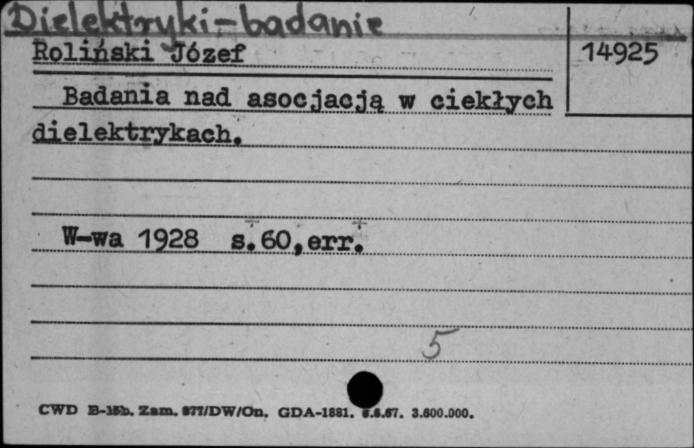 Dielektryki-badanie
Roliński Józef 14925
Badania nad asocjacją w ciekłych
dielektrykach.
W-wa 1928 s.60,err.
5
CWD B-15b. Zam. 877/DW/On. GDA-1881. 6.6.67. 3.600.000.